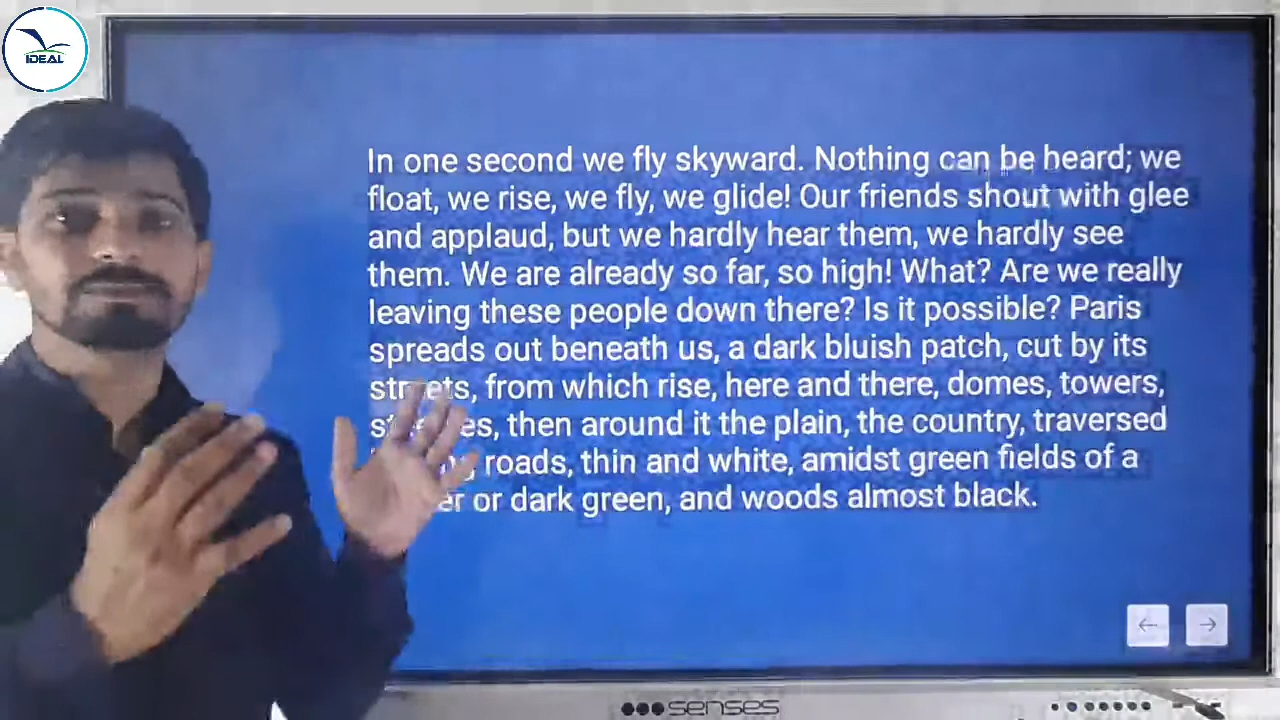 IDEAL
In one second we fly skyward. Nothing can be heard; we
float, we rise, we fly, we glide! Our friends shout with glee
and applaud, but we hardly hear them, we hardly see
them. We are already so far, so high! What? Are we really
leaving these people down there? Is it possible? Paris
spreads out beneath us, a dark bluish patch, cut by its
streets, from which rise, here and there, domes, towers,
then around it the plain, the country, traversed
roads, thin and white, amidst green fields of a
or dark green, and woods almost black.
senses